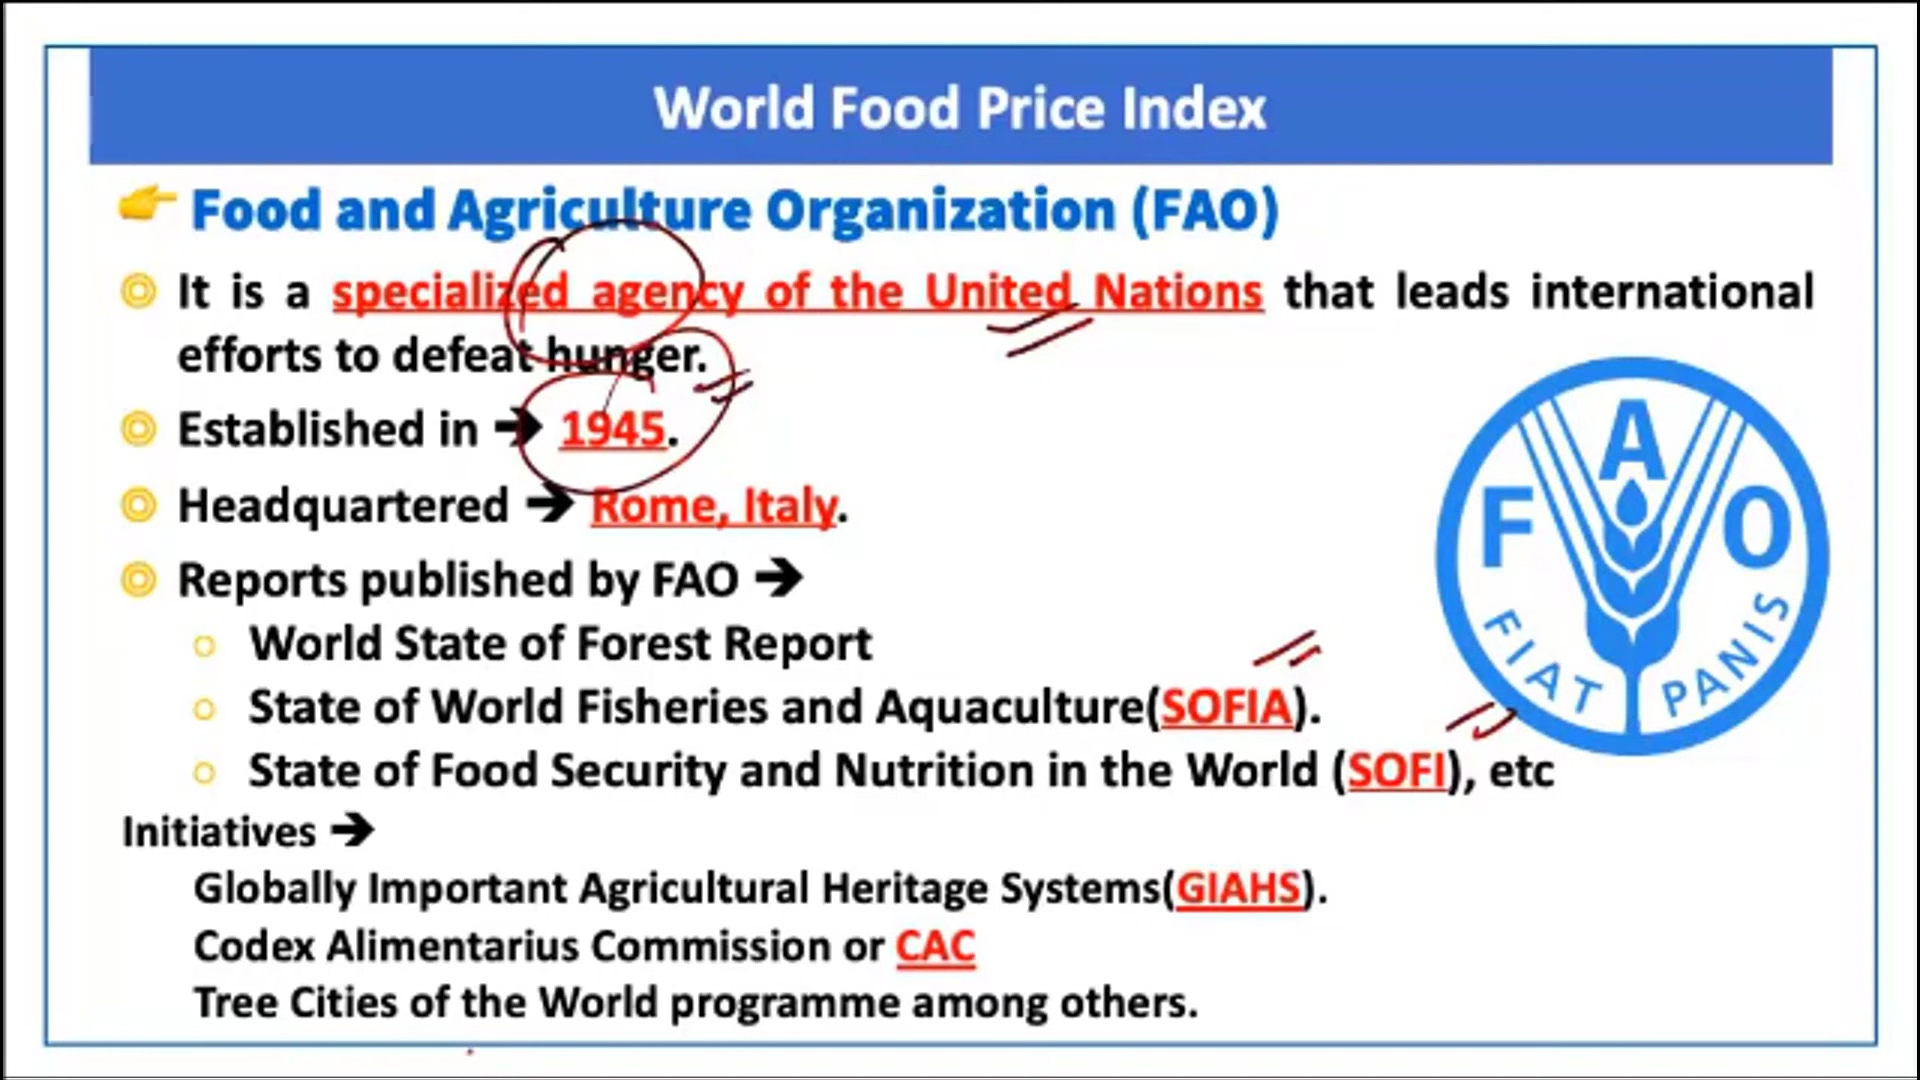 World Food Price Index
Food and Agriculture Organization (FAO)
It is a specialized agency of the United Nations that leads international
efforts to defeat hunger.
Established in ➔ 1945.
Headquartered ➔ Rome, Italy.
Reports published by FAO ➔
World State of Forest Report
State of World Fisheries and Aquaculture(SOFIA).
State of Food Security and Nutrition in the World (SOFI), etc
Initiatives ➔
Globally Important Agricultural Heritage Systems(GIAHS).
Codex Alimentarius Commission or CAC
Tree Cities of the World programme among others.
F A O
FIAT PANIS